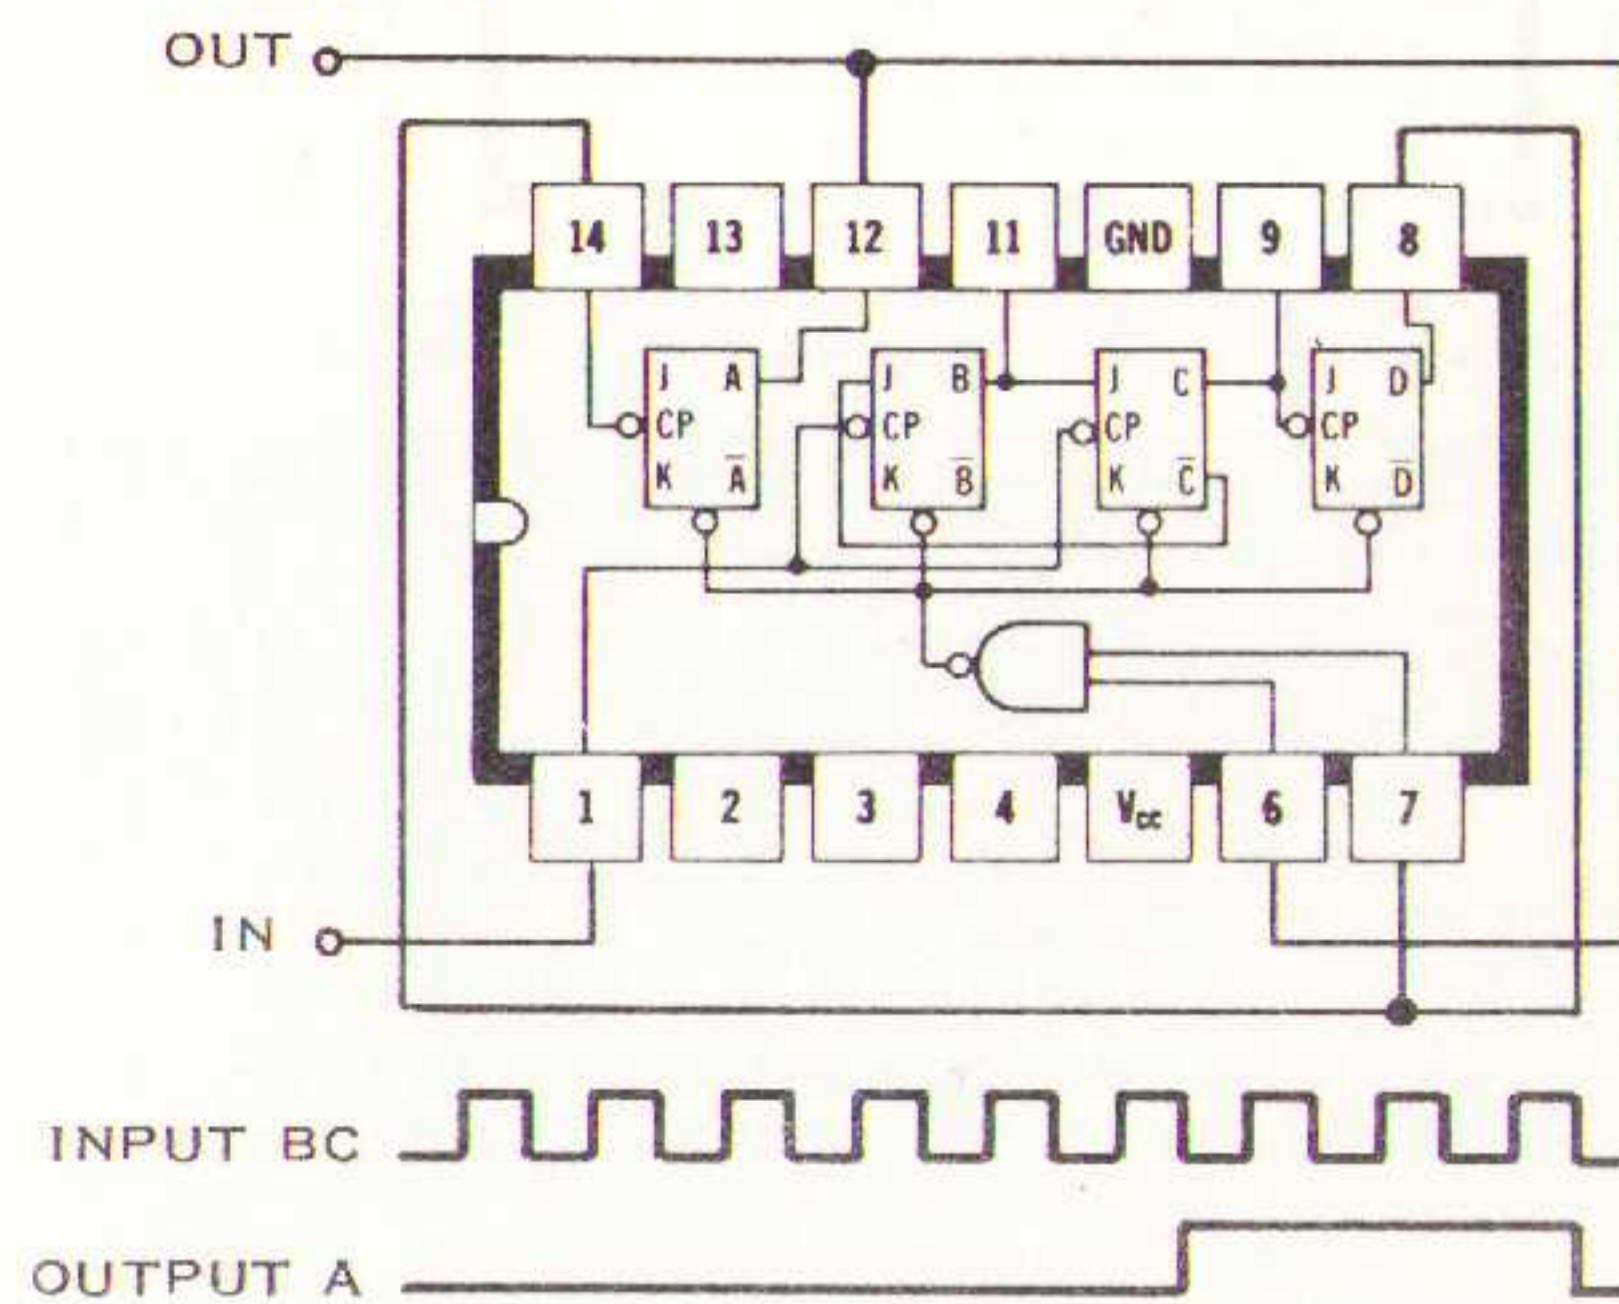 OUT
14 13 12 11 GND 9 8
J A J B J C J D
CP CP CP CP
K A̅ K B̅ K C̅ K D̅
1 2 3 4 Vcc 6 7
IN
INPUT BC
OUTPUT A